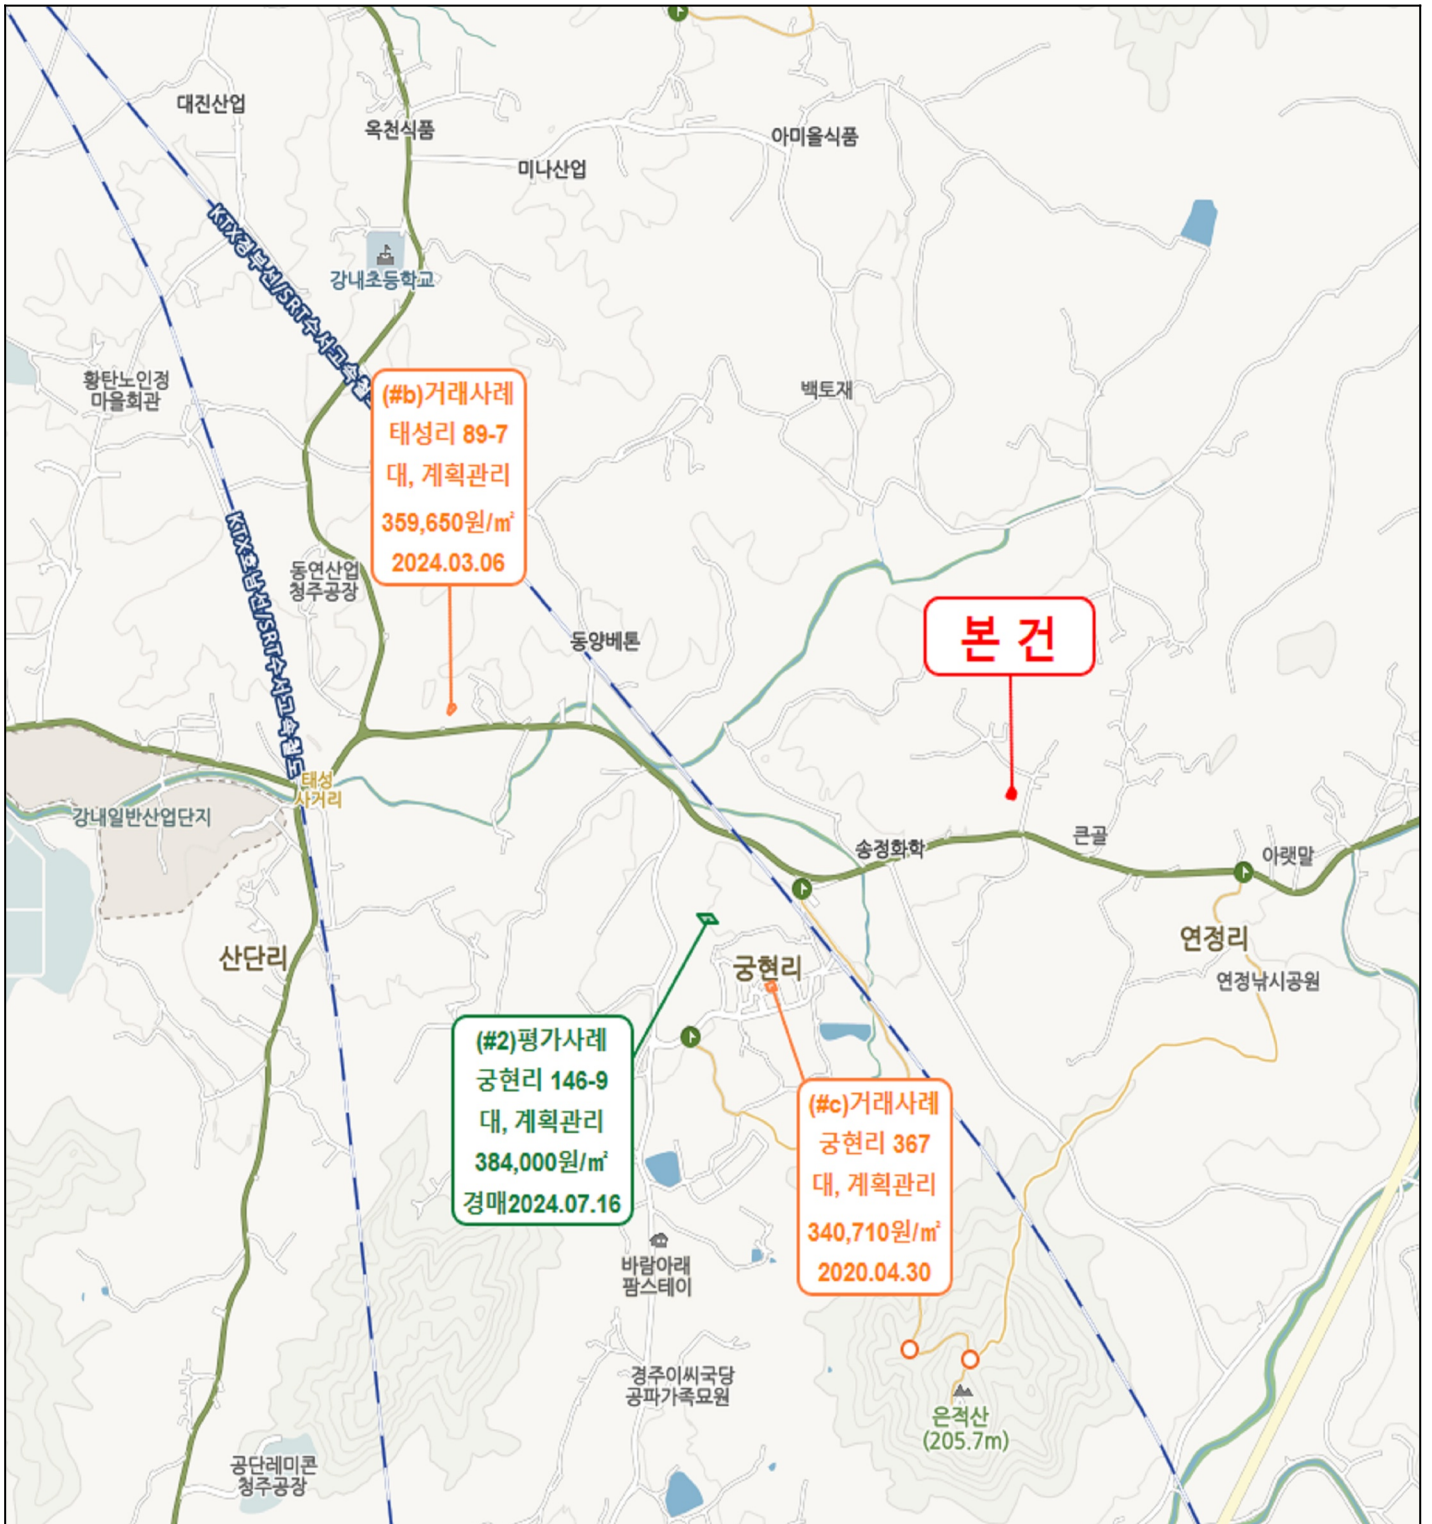 대진산업
옥천식품
아미올식품
미나산업
KTX경부선/SRT수서고속철
강내초등학교
황탄노인정
마을회관
백토재
(#b)거래사례
태성리 89-7
대, 계획관리
359,650원/㎡
2024.03.06
KTX호남선/SRT수서고속철도
동연산업
청주공장
동양베톤
본 건
태성
사거리
강내일반산업단지
송정화학
큰골
아랫말
산단리
궁현리
연정리
연정낚시공원
(#2)평가사례
궁현리 146-9
대, 계획관리
384,000원/㎡
경매2024.07.16
(#c)거래사례
궁현리 367
대, 계획관리
340,710원/㎡
2020.04.30
바람아래
팜스테이
경주이씨국당
공파가족묘원
은적산
(205.7m)
공단레미콘
청주공장